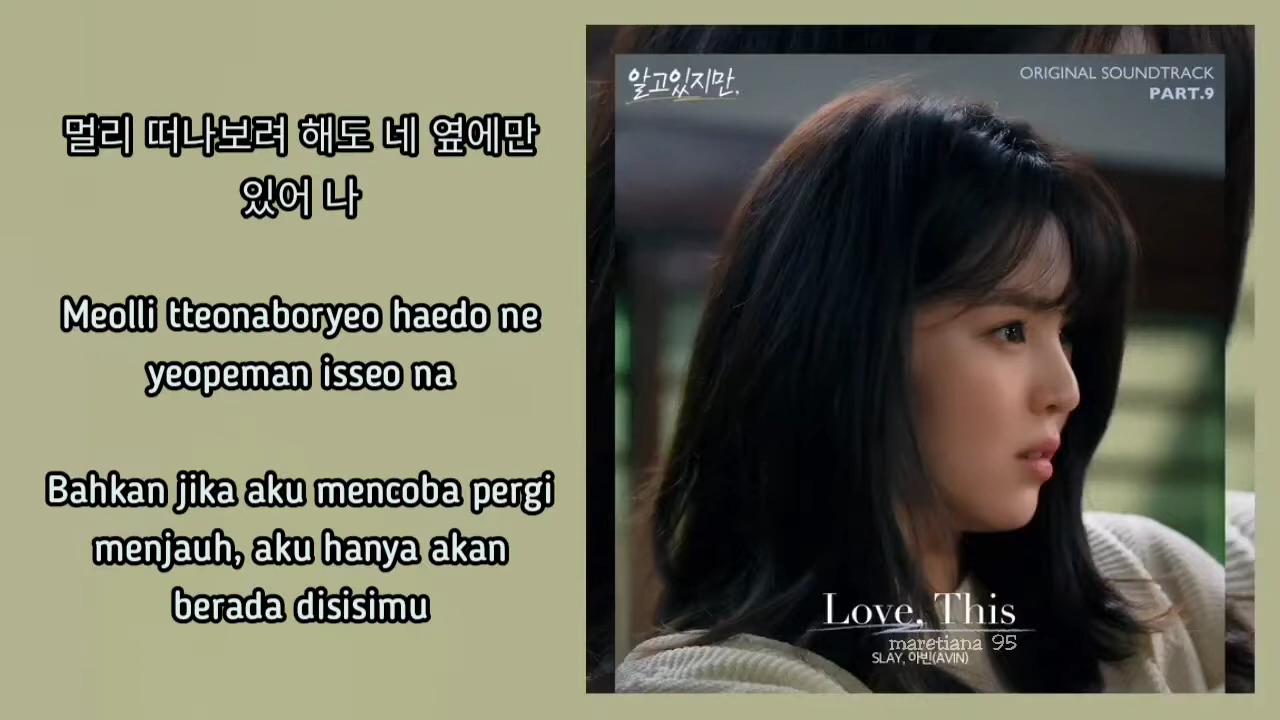 멀리 떠나보려 해도 네 옆에만
있어 나
Meolli tteonaboryeo haedo ne
yeopeman isseo na
Bahkan jika aku mencoba pergi
menjauh, aku hanya akan
berada disisimu
알고있지만,
ORIGINAL SOUNDTRACK
PART.9
Love, This
maretiana 95
SLAY, 아빈(AVIN)